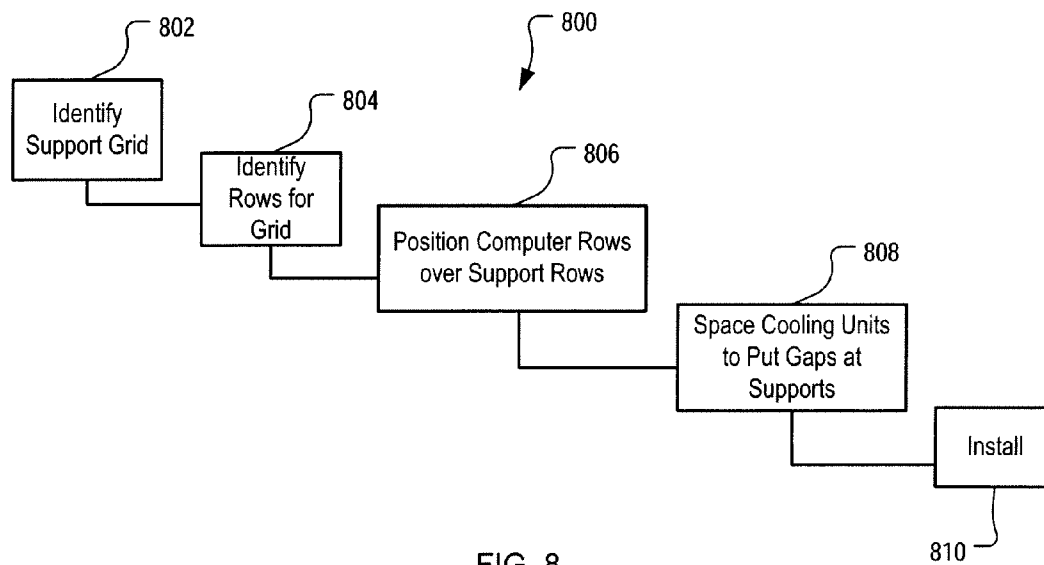 800
802
Identify
Support Grid
804
Identify
Rows for
Grid
806
Position Computer Rows
over Support Rows
808
Space Cooling Units
to Put Gaps at
Supports
Install
810
FIG. 8